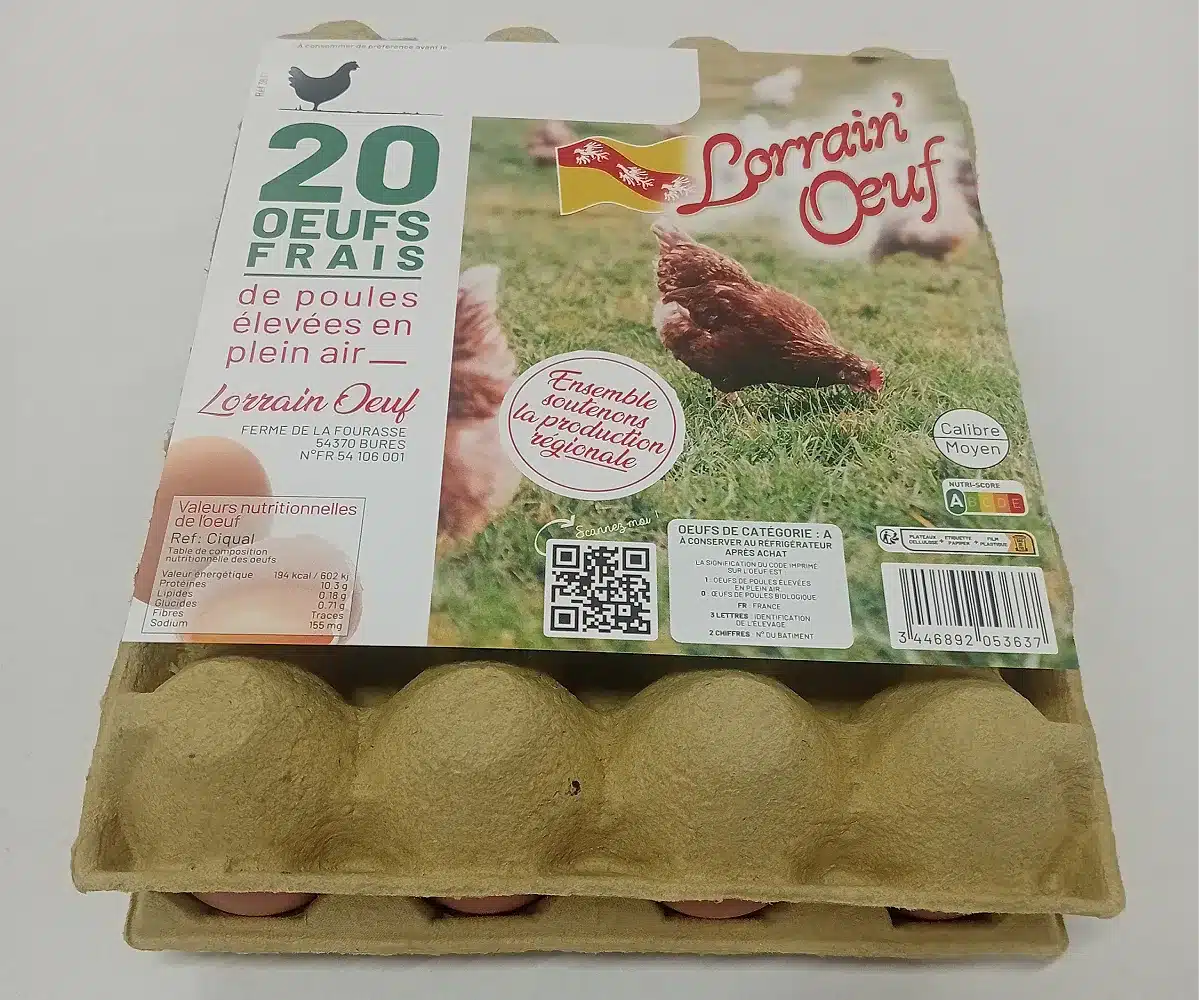 A consommer de préférence avant le..
20
OEUFS
FRAIS
de poules
élevées en
plein air
Lorrain Oeuf
FERME DE LA FOURASSE
54370 BURES
N°FR 54 106 001
Valeurs nutritionnelles
de l'oeuf
Ref: Ciqual
Table de composition
nutritionnelle des oeufs
Valeur énergétique 194 kcal / 602 kj
Protéines 10.3 g
Lipides 0.18 g
Glucides 0.71 g
Fibres Traces
Sodium 155 mg
Lorrain'
Oeuf
Ensemble
soutenons
la production
régionale
Calibre
Moyen
NUTRI-SCORE
A B C D E
Scannez moi !
OEUFS DE CATÉGORIE : A
À CONSERVER AU RÉFRIGÉRATEUR
APRÈS ACHAT
LA SIGNIFICATION DU CODE IMPRIMÉ
SUR L'OEUF EST
1 : OEUFS DE POULES ÉLEVÉES
EN PLEIN AIR
0 : ŒUFS DE POULES BIOLOGIQUE
FR : FRANCE
3 LETTRES : IDENTIFICATION
DE L'ÉLEVAGE
2 CHIFFRES : N° DU BATIMENT
PLATEAUX
CELLULOSE + ETIQUETTE
PAPIPER + FILM
PLASTIQUE
3 446892 053637